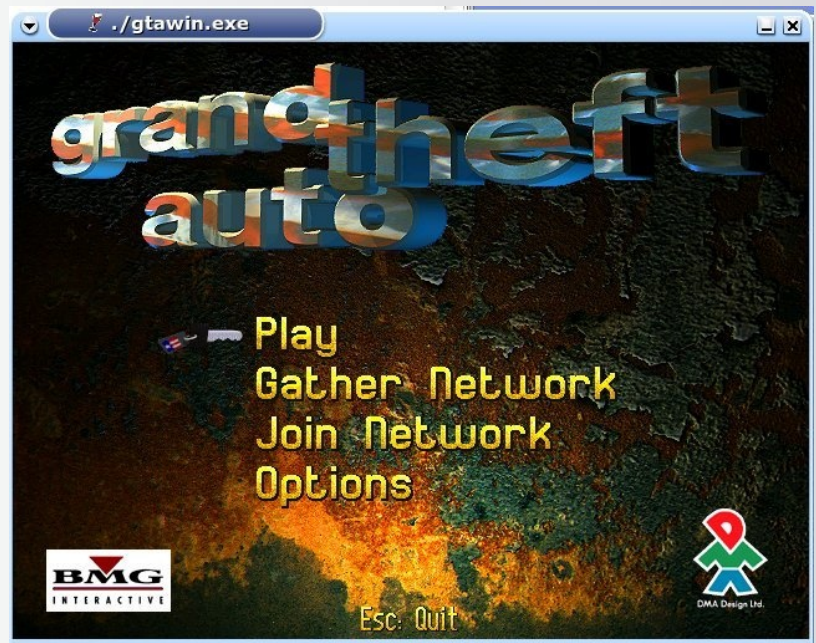 ./gtawin.exe
grand theft
auto
Play
Gather Network
Join Network
Options
BMG
INTERACTIVE
DMA Design Ltd.
Esc: Quit